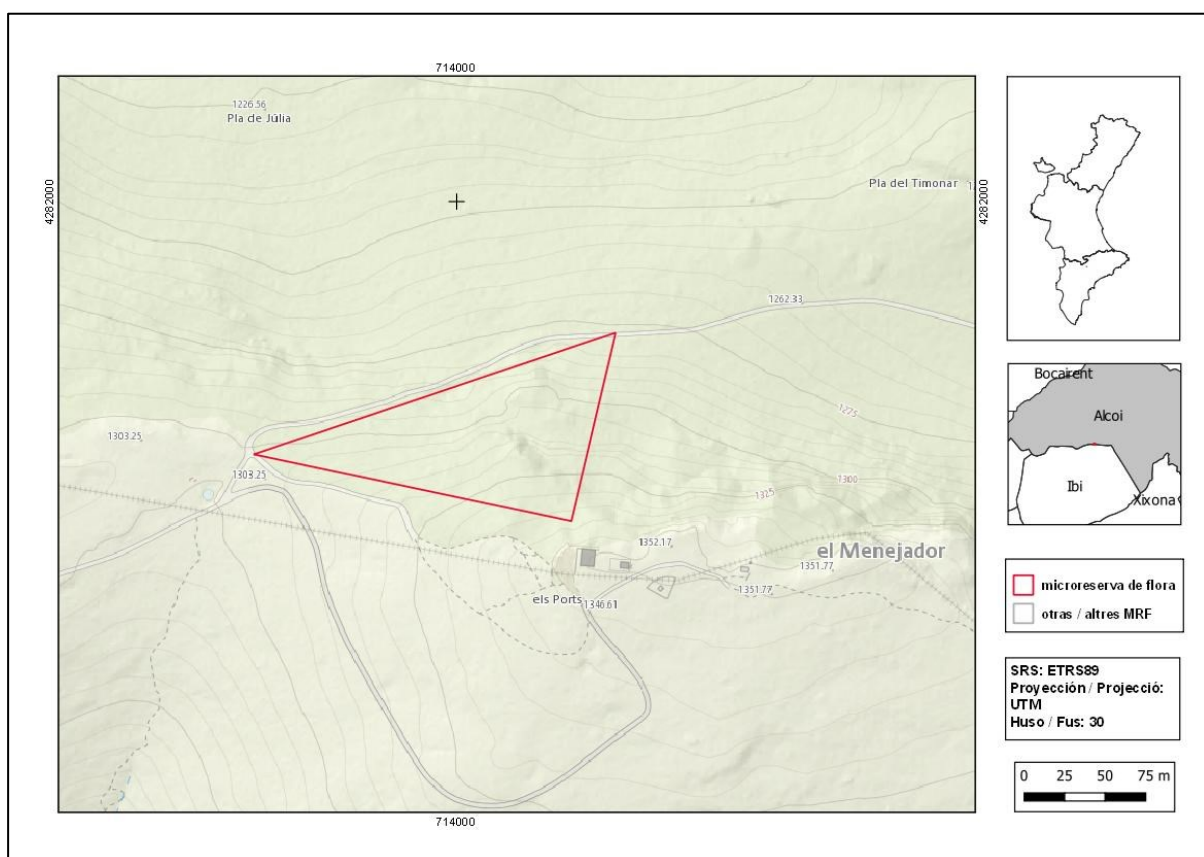 714000
1226.56
Pla de Júlia
4282000
Pla del Timonar
4282000
1262.33
1303.25
1275
1303.25
1300
1325
1352.17
el Menejador
1351.77
1351.77
els Ports
1346.61
714000
Bocairent
Alcoi
Ibi
Xixona
microreserva de flora
otras / altres MRF
SRS: ETRS89
Proyección / Projecció:
UTM
Huso / Fus: 30
0 25 50 75 m